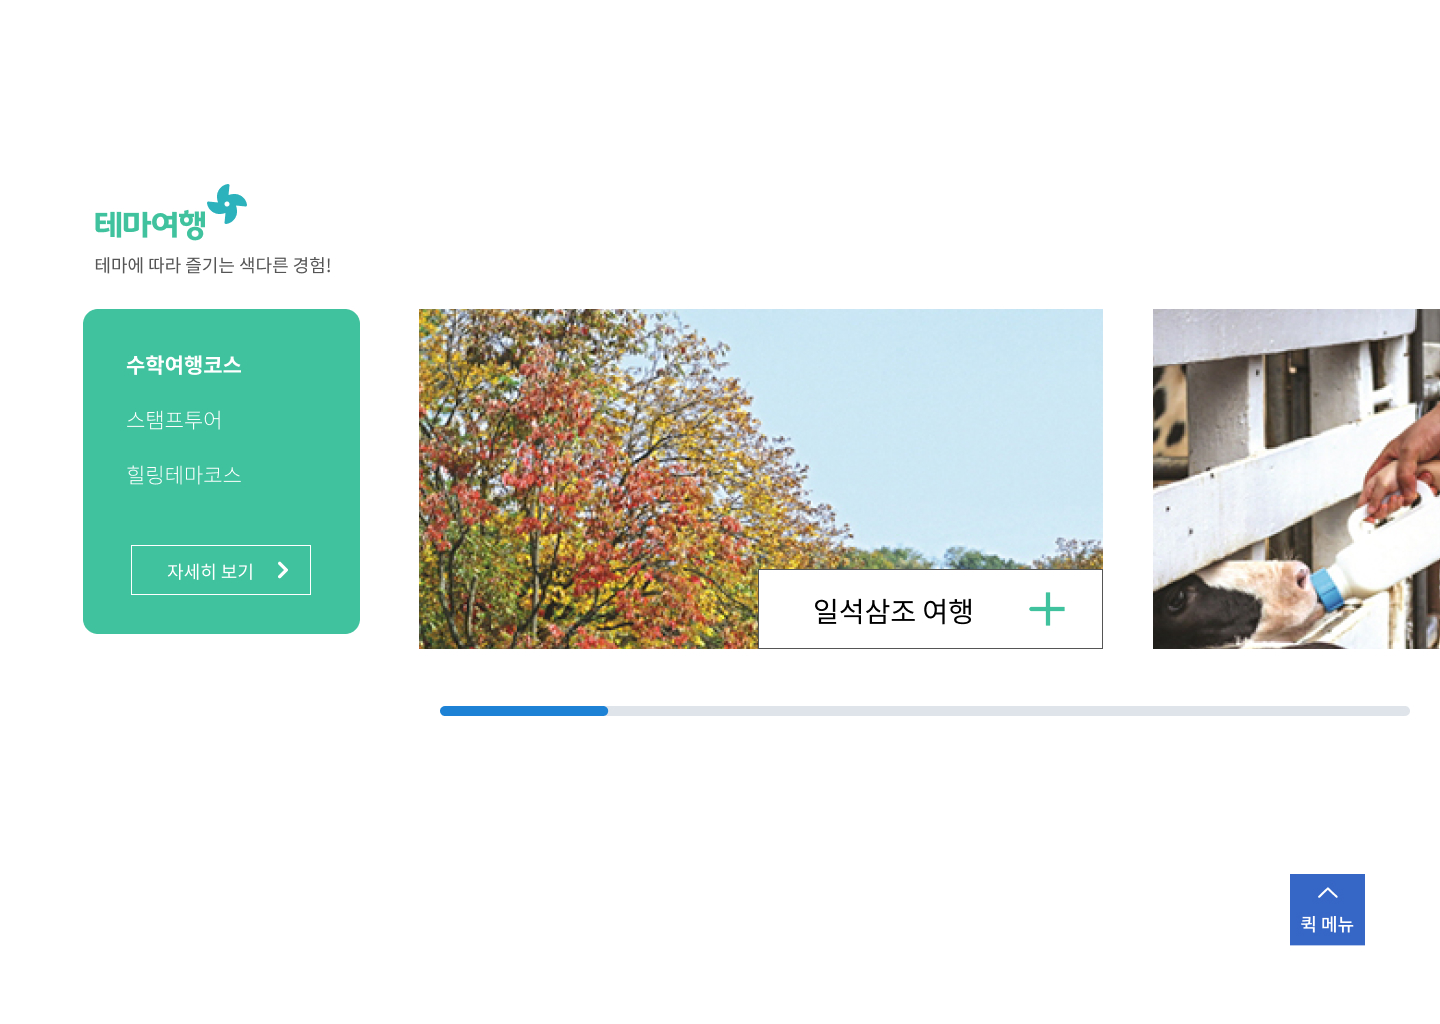 테마여행
테마에 따라 즐기는 색다른 경험!
수학여행코스
스탬프투어
힐링테마코스
자세히 보기
일석삼조 여행
퀵 메뉴